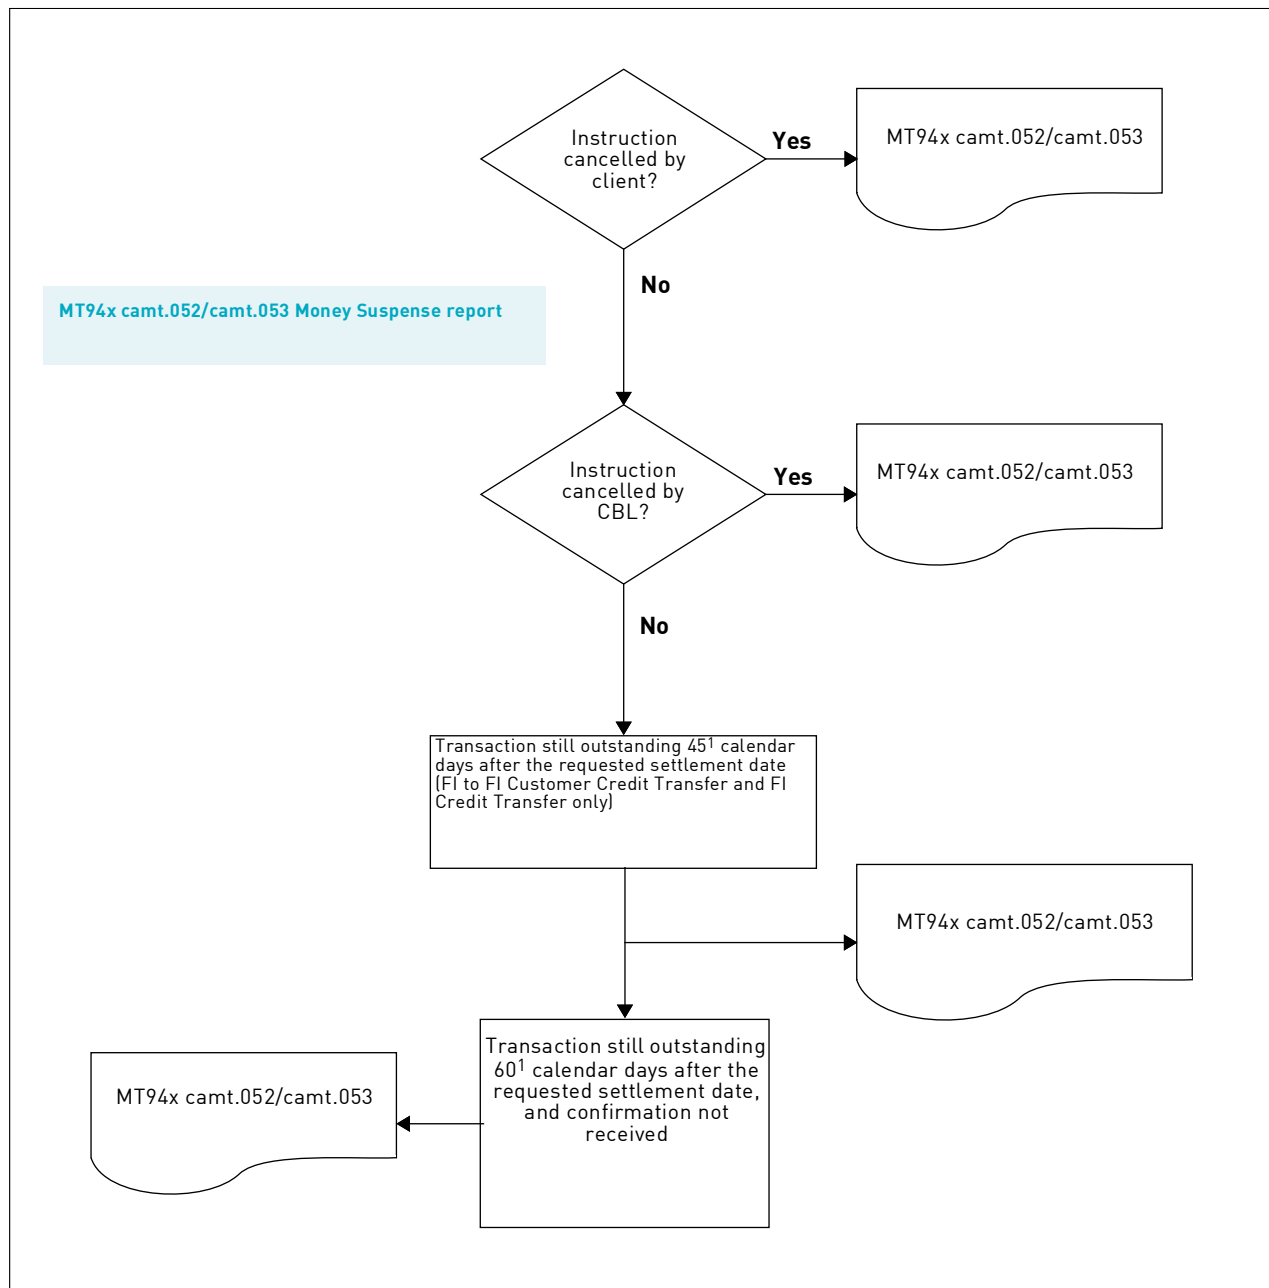 Instruction
cancelled by
client?
Yes
MT94x camt.052/camt.053
No
MT94x camt.052/camt.053 Money Suspense report
Instruction
cancelled by
CBL?
Yes
MT94x camt.052/camt.053
No
Transaction still outstanding 45¹ calendar
days after the requested settlement date
(FI to FI Customer Credit Transfer and FI
Credit Transfer only)
MT94x camt.052/camt.053
Transaction still outstanding
60¹ calendar days after the
requested settlement date,
and confirmation not
received
MT94x camt.052/camt.053